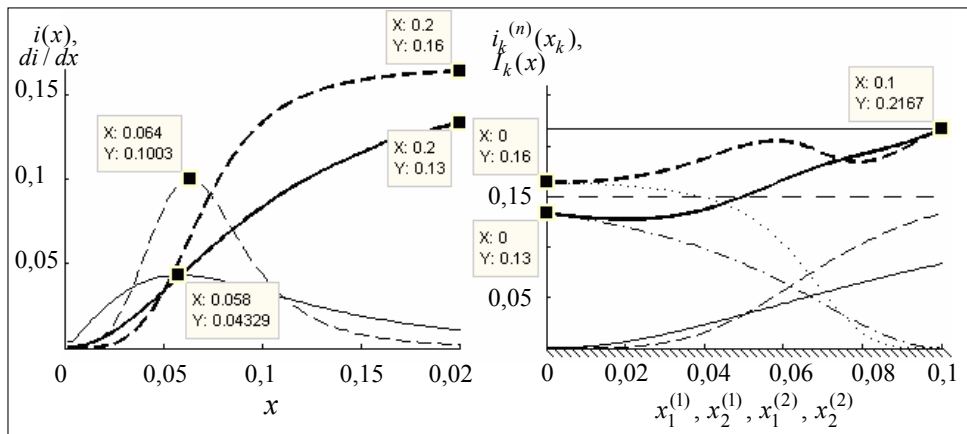 i(x),
di / dx
0,15
0,1
0,05
0
0,05
0,1
0,15
0,02
x
X: 0.2
Y: 0.16
X: 0.064
Y: 0.1003
X: 0.2
Y: 0.13
X: 0.058
Y: 0.04329
i_k^{(n)}(x_k),
I_k(x)
X: 0.1
Y: 0.2167
X: 0
Y: 0.16
0,15
X: 0
Y: 0.13
0,05
0
0,02
0,04
0,06
0,08
0,1
x_1^{(1)}, x_2^{(1)}, x_1^{(2)}, x_2^{(2)}